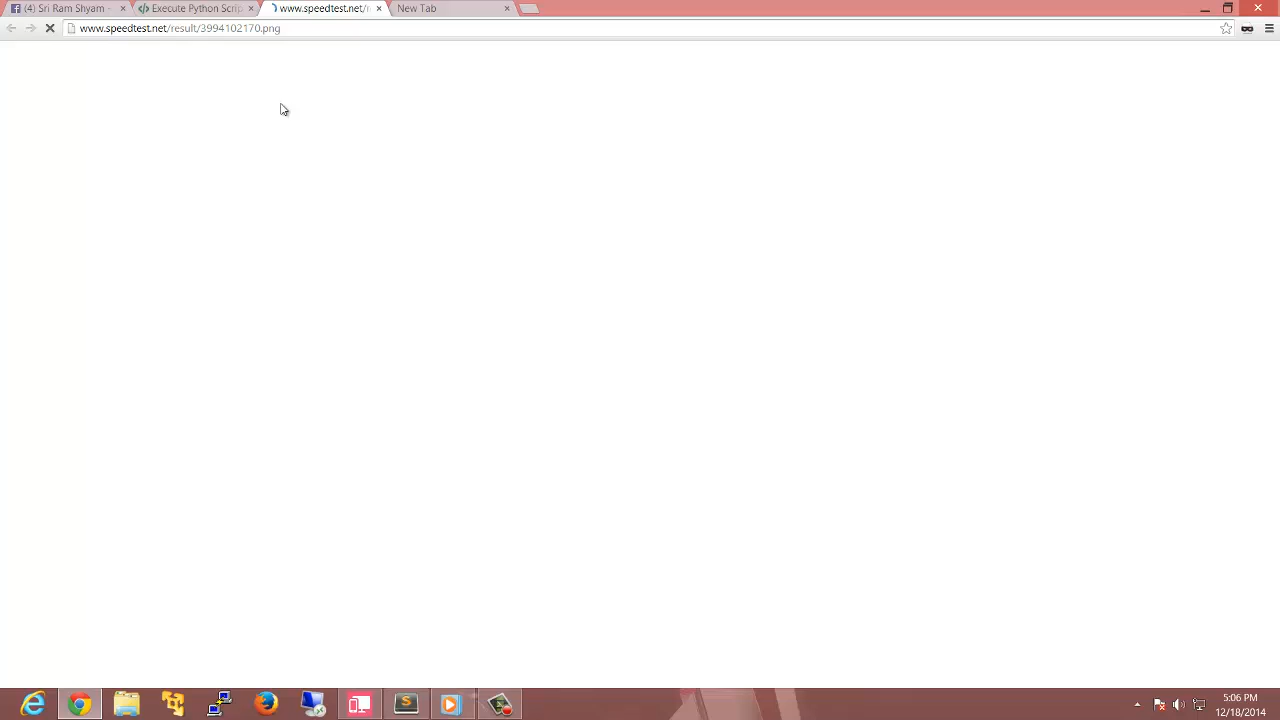 (4) Sri Ram Shyam -
Execute Python Scrip
www.speedtest.net/r
New Tab
www.speedtest.net/result/3994102170.png
5:06 PM
12/18/2014